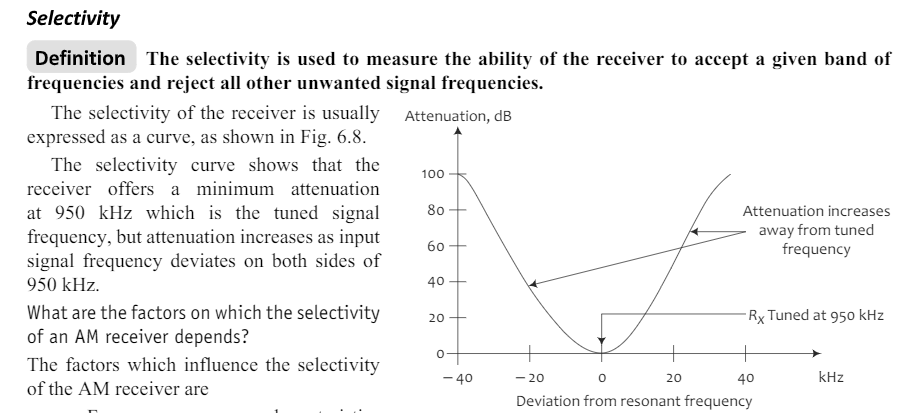 Selectivity
Definition The selectivity is used to measure the ability of the receiver to accept a given band of
frequencies and reject all other unwanted signal frequencies.
The selectivity of the receiver is usually
expressed as a curve, as shown in Fig. 6.8.
The selectivity curve shows that the
receiver offers a minimum attenuation
at 950 kHz which is the tuned signal
frequency, but attenuation increases as input
signal frequency deviates on both sides of
950 kHz.
What are the factors on which the selectivity
of an AM receiver depends?
The factors which influence the selectivity
of the AM receiver are
Attenuation, dB
100
80
60
40
20
0
−40 −20 0 20 40 kHz
Deviation from resonant frequency
Attenuation increases
away from tuned
frequency
RX Tuned at 950 kHz